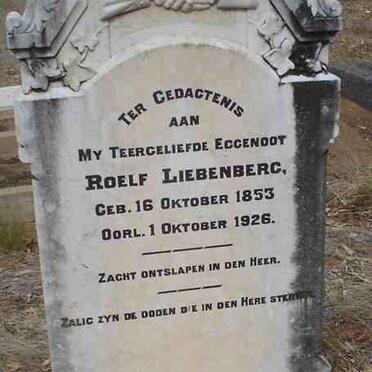 TER GEDACTENIS
AAN
MY TEERGELIEFDE EGGENOOT
ROELF LIEBENBERG,
GEB. 16 OKTOBER 1853
OORL. 1 OKTOBER 1926.
ZACHT ONTSLAPEN IN DEN HEER.
ZALIG ZYN DE DODEN DIE IN DEN HERE STERVEN